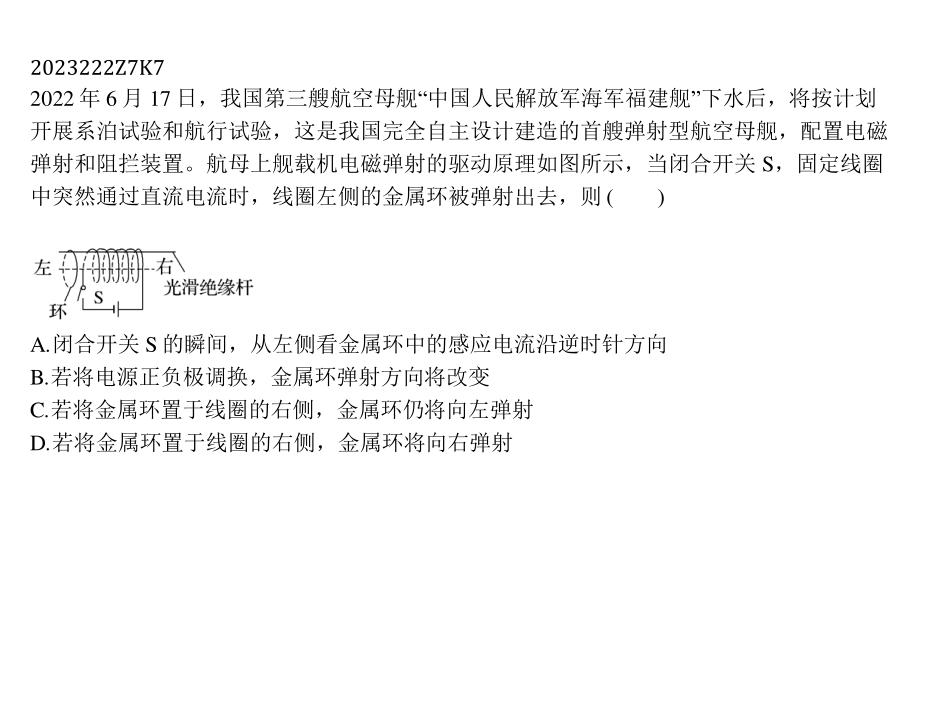 2023222Z7K7
2022 年 6 月 17 日，我国第三艘航空母舰“中国人民解放军海军福建舰”下水后，将按计划
开展系泊试验和航行试验，这是我国完全自主设计建造的首艘弹射型航空母舰，配置电磁
弹射和阻拦装置。航母上舰载机电磁弹射的驱动原理如图所示，当闭合开关 S，固定线圈
中突然通过直流电流时，线圈左侧的金属环被弹射出去，则 (　　)
左 右
光滑绝缘杆
S
环
A.闭合开关 S 的瞬间，从左侧看金属环中的感应电流沿逆时针方向
B.若将电源正负极调换，金属环弹射方向将改变
C.若将金属环置于线圈的右侧，金属环仍将向左弹射
D.若将金属环置于线圈的右侧，金属环将向右弹射